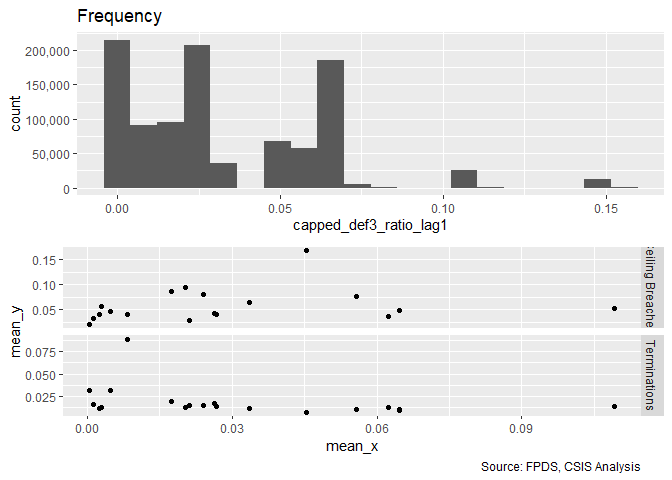 Frequency
200,000
150,000
100,000
50,000
0
count
0.00 0.05 0.10 0.15
capped_def3_ratio_lag1
0.15
0.10
0.05
Ceiling Breaches
0.075
0.050
0.025
Terminations
mean_y
0.00 0.03 0.06 0.09
mean_x
Source: FPDS, CSIS Analysis